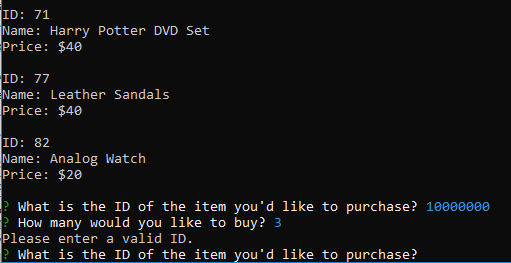 ID: 71
Name: Harry Potter DVD Set
Price: $40
ID: 77
Name: Leather Sandals
Price: $40
ID: 82
Name: Analog Watch
Price: $20
? What is the ID of the item you'd like to purchase? 10000000
? How many would you like to buy? 3
Please enter a valid ID.
? What is the ID of the item you'd like to purchase?